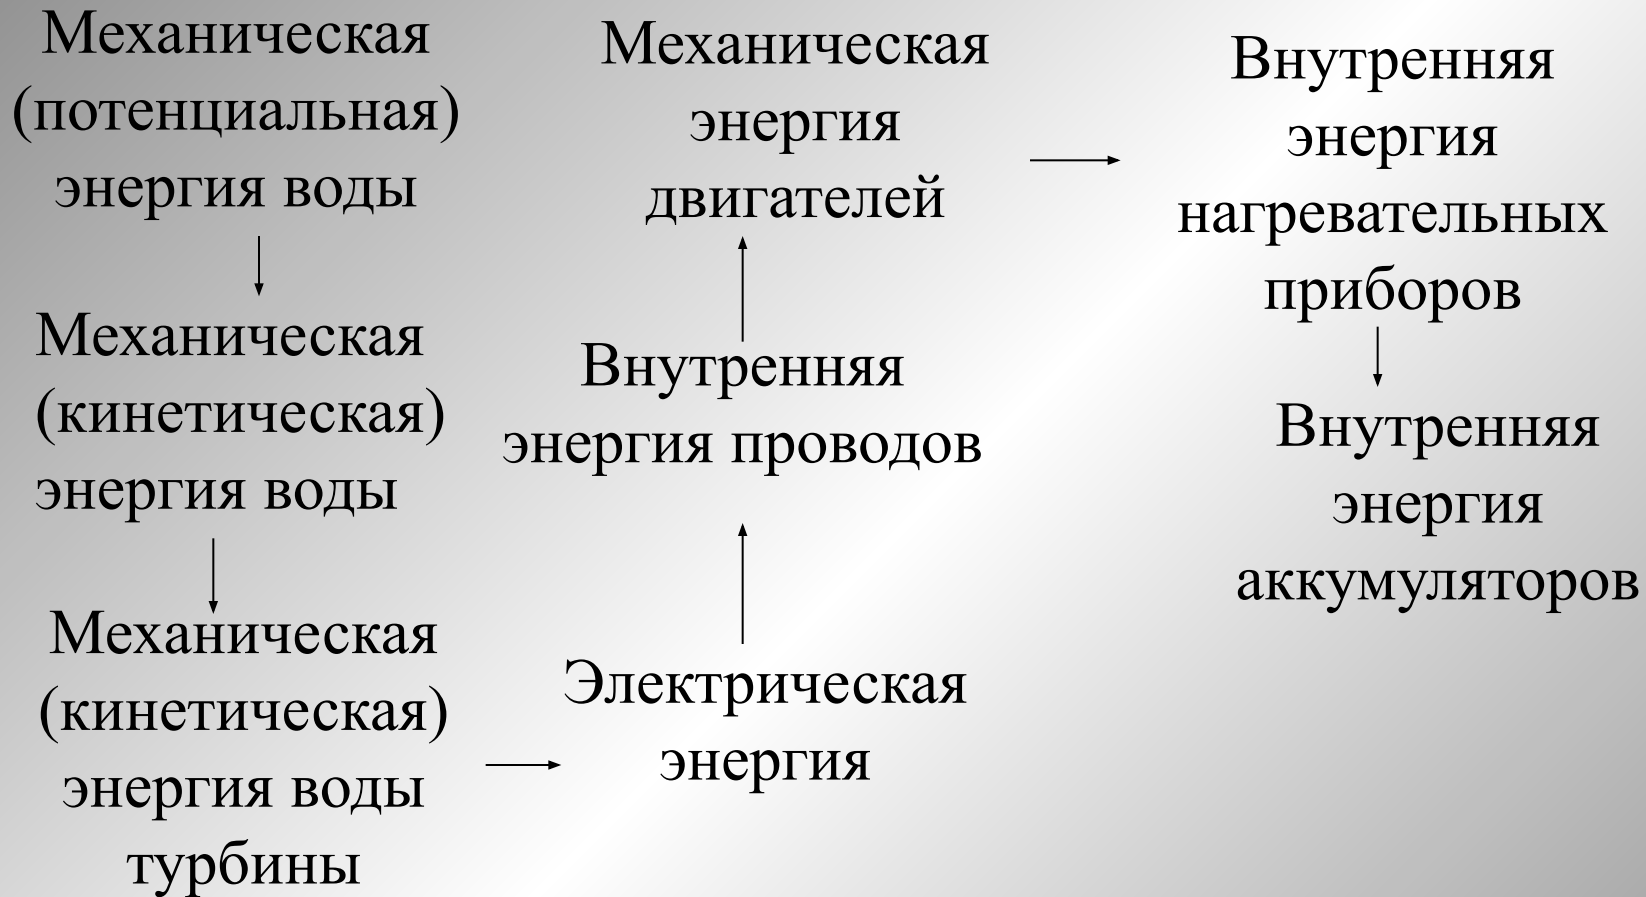 Механическая
(потенциальная)
энергия воды
Механическая
(кинетическая)
энергия воды
Механическая
(кинетическая)
энергия воды
турбины
Электрическая
энергия
Внутренняя
энергия проводов
Механическая
энергия
двигателей
Внутренняя
энергия
нагревательных
приборов
Внутренняя
энергия
аккумуляторов